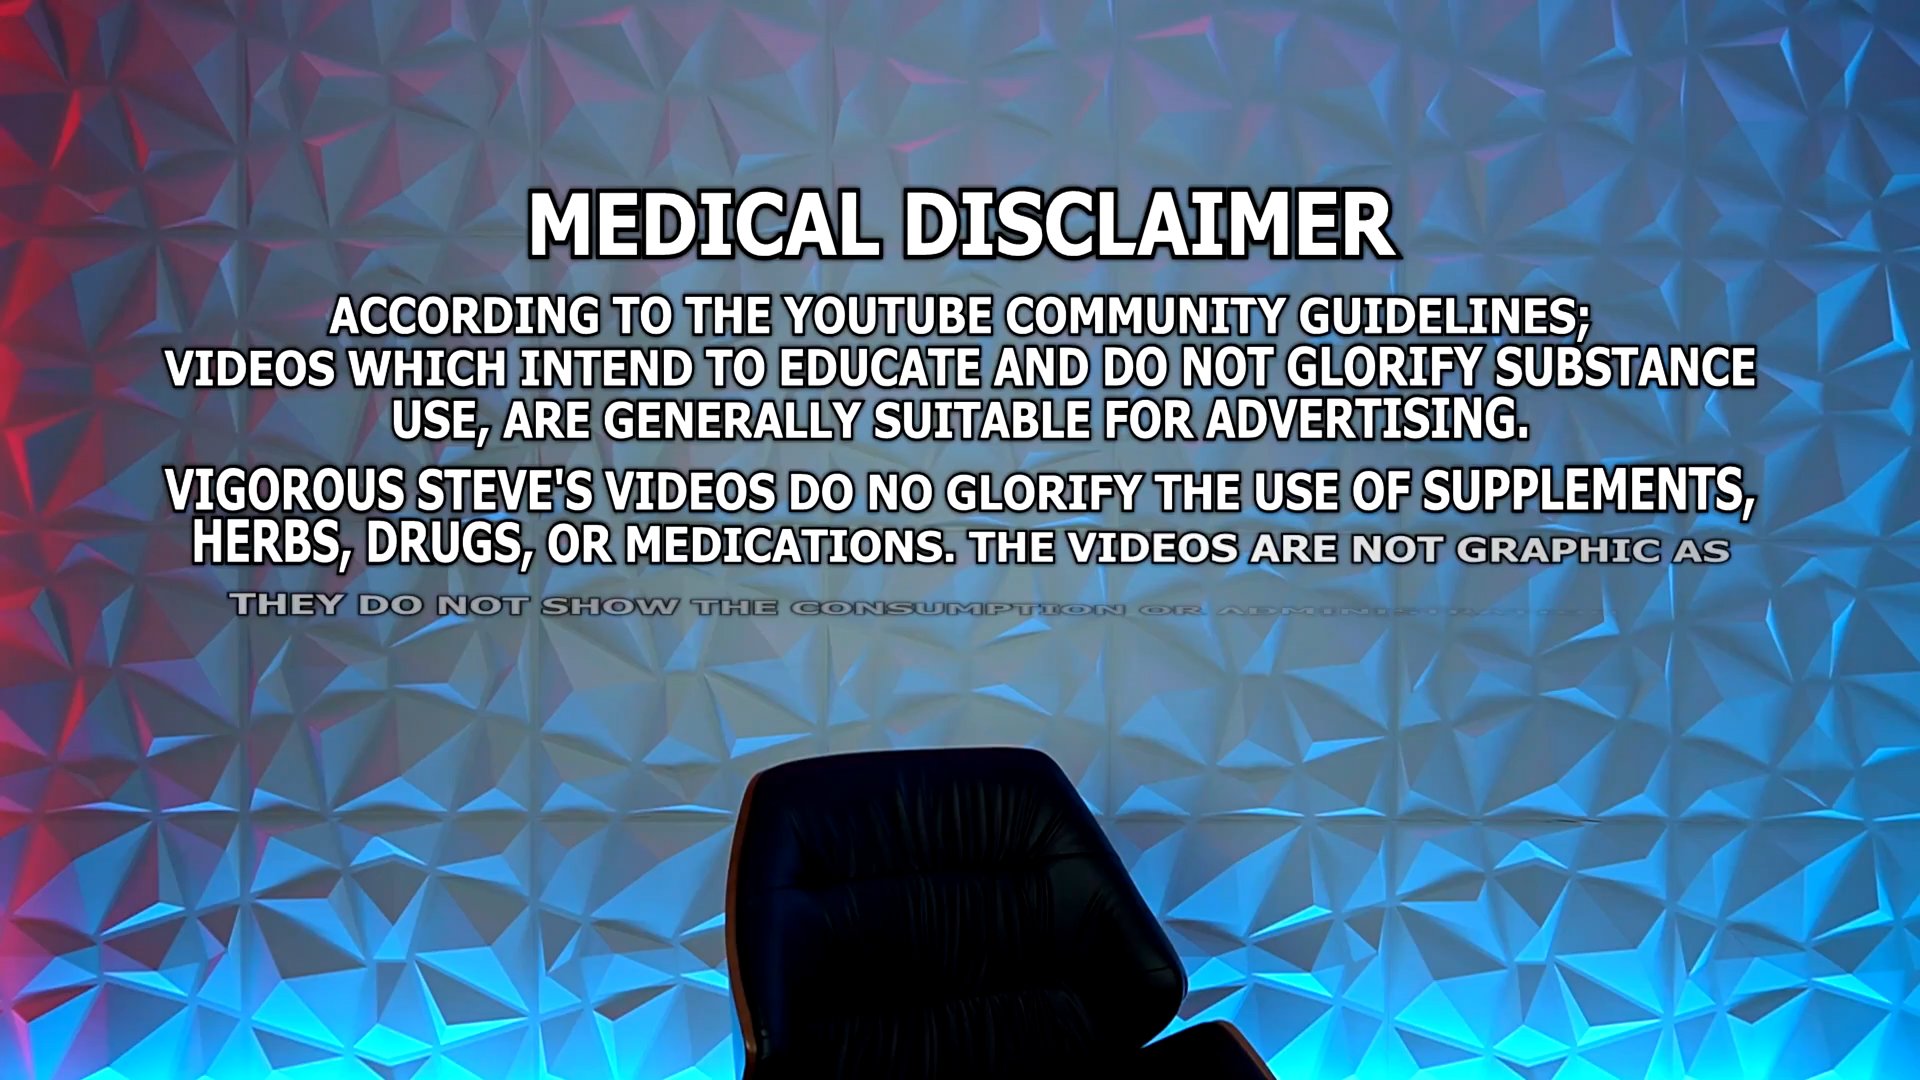 MEDICAL DISCLAIMER
ACCORDING TO THE YOUTUBE COMMUNITY GUIDELINES;
VIDEOS WHICH INTEND TO EDUCATE AND DO NOT GLORIFY SUBSTANCE
USE, ARE GENERALLY SUITABLE FOR ADVERTISING.
VIGOROUS STEVE'S VIDEOS DO NO GLORIFY THE USE OF SUPPLEMENTS,
HERBS, DRUGS, OR MEDICATIONS. THE VIDEOS ARE NOT GRAPHIC AS
THEY DO NOT SHOW THE CONSUMPTION OR